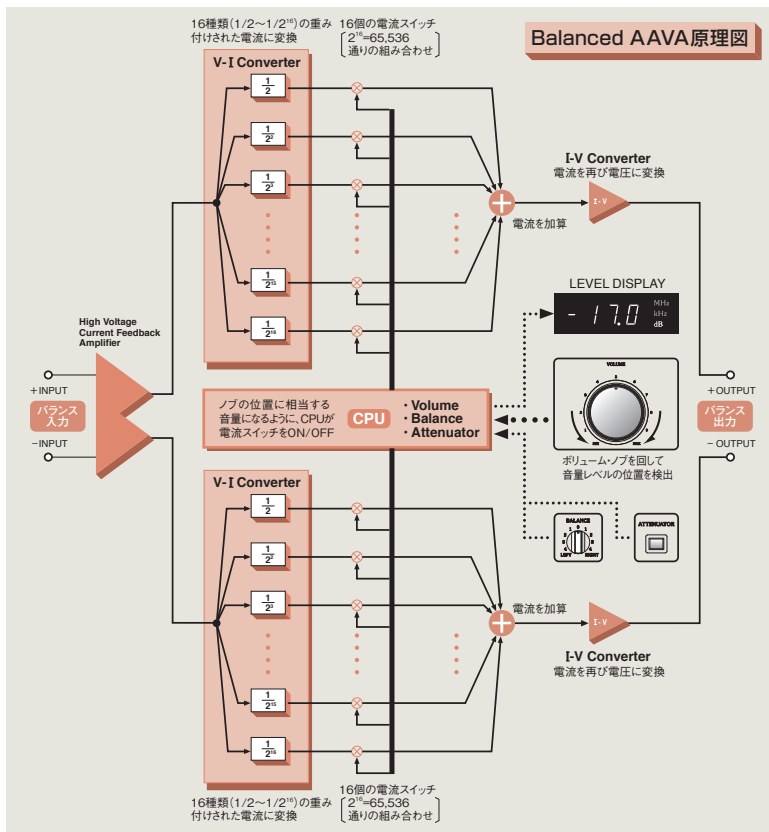 16種類(1/2～1/2¹⁶)の重み
付けされた電流に変換
16個の電流スイッチ
2¹⁶=65,536
通りの組み合わせ
Balanced AAVA原理図
V-I Converter
1/2
1/2²
1/2³
1/2¹⁵
1/2¹⁶
I-V Converter
電流を再び電圧に変換
I-V
電流を加算
High Voltage
Current Feedback
Amplifier
LEVEL DISPLAY
- 17.0
MHz
kHz
dB
VOLUME
ボリューム・ノブを回して
音量レベルの位置を検出
+INPUT
バランス
入力
-INPUT
ノブの位置に相当する
音量になるように、CPUが
電流スイッチをON/OFF
CPU
・Volume
・Balance
・Attenuator
+OUTPUT
バランス
出力
- OUTPUT
BALANCE
LEFT RIGHT
ATTENUATOR
V-I Converter
1/2
1/2²
1/2³
1/2¹⁵
1/2¹⁶
電流を加算
I-V
I-V Converter
電流を再び電圧に変換
16種類(1/2～1/2¹⁶)の重み
付けされた電流に変換
16個の電流スイッチ
2¹⁶=65,536
通りの組み合わせ